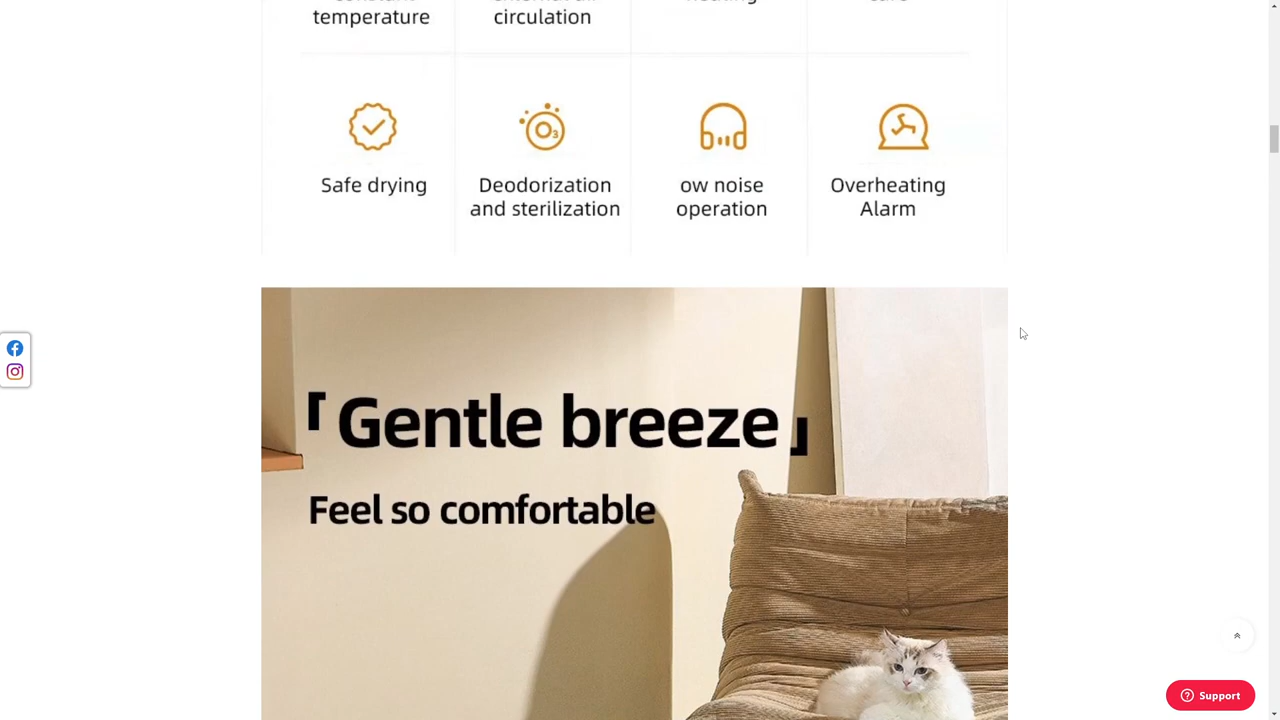 temperature
circulation
Safe drying
Deodorization
and sterilization
ow noise
operation
Overheating
Alarm
「Gentle breeze」
Feel so comfortable
Support